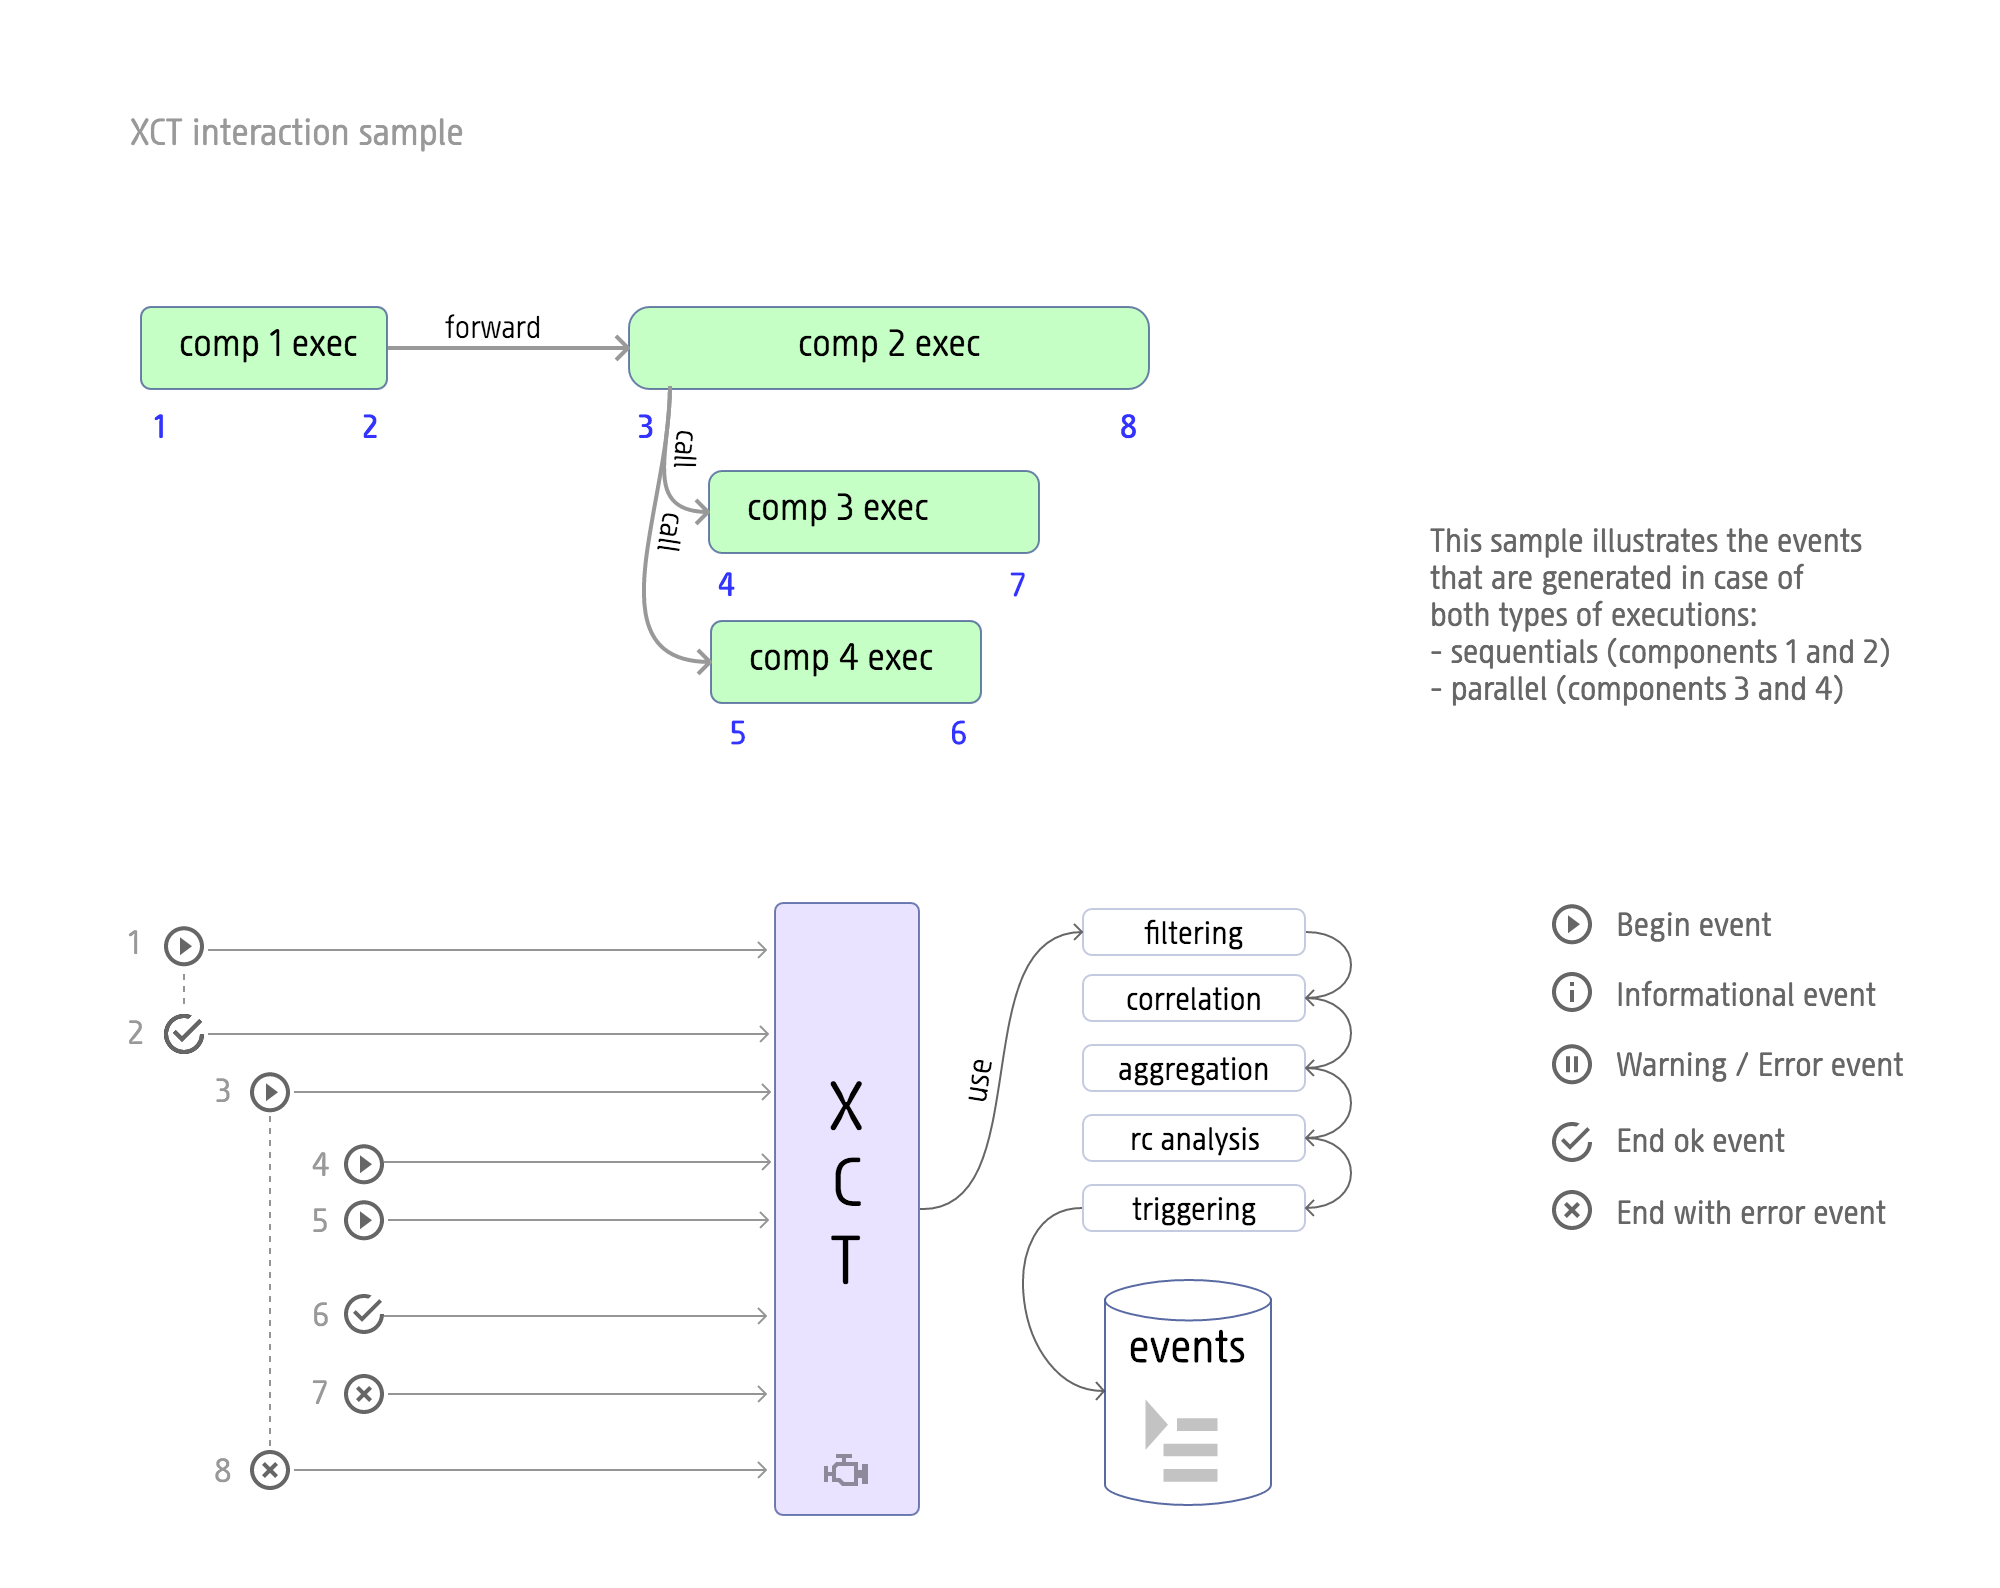 XCT interaction sample
comp 1 exec
forward
comp 2 exec
1
2
3
8
call
comp 3 exec
call
4
7
comp 4 exec
5
6
This sample illustrates the events
that are generated in case of
both types of executions:
- sequentials (components 1 and 2)
- parallel (components 3 and 4)
1
2
3
4
5
6
7
8
X
C
T
use
filtering
correlation
aggregation
rc analysis
triggering
events
Begin event
Informational event
Warning / Error event
End ok event
End with error event